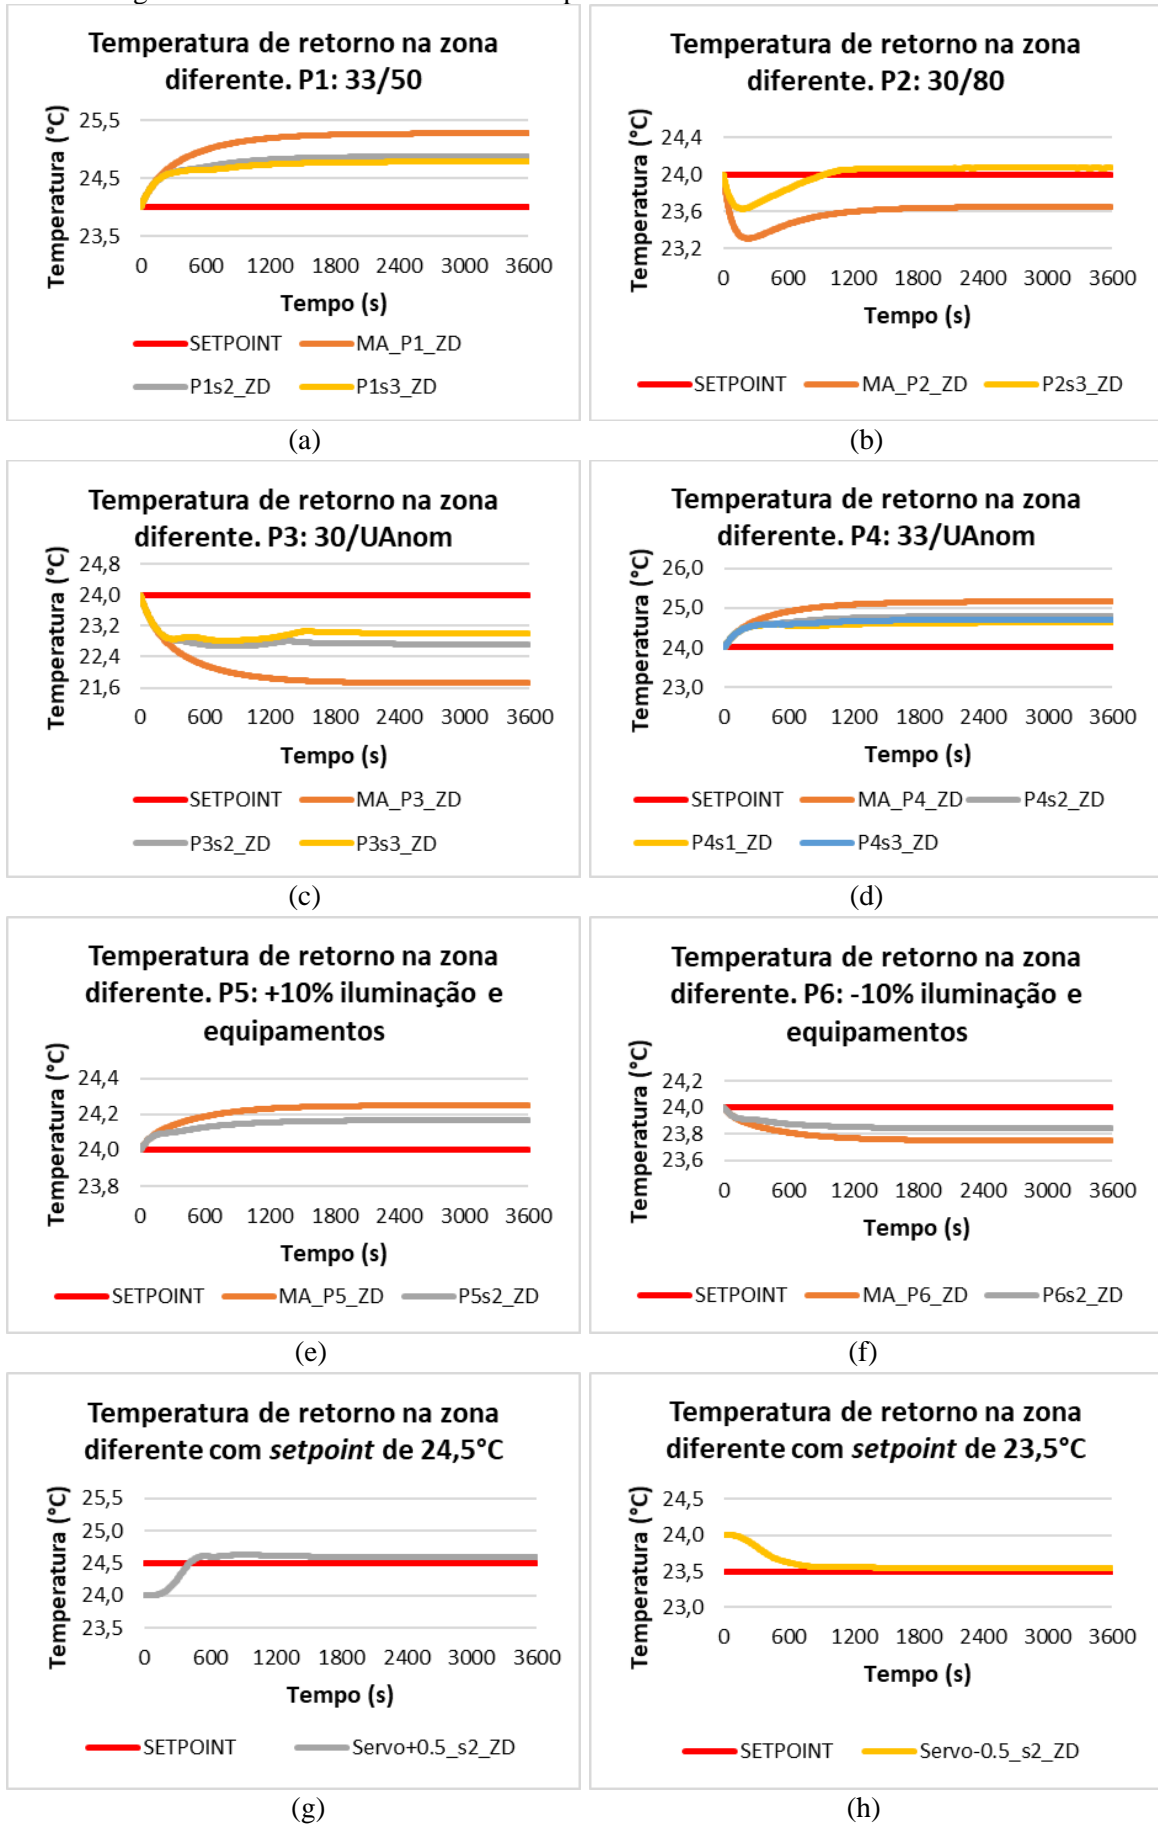 Temperatura de retorno na zona
diferente. P1: 33/50
Temperatura (°C)
25,5
24,5
23,5
0 600 1200 1800 2400 3000 3600
Tempo (s)
SETPOINT MA_P1_ZD
P1s2_ZD P1s3_ZD
(a)
Temperatura de retorno na zona
diferente. P2: 30/80
Temperatura (°C)
24,4
24,0
23,6
23,2
0 600 1200 1800 2400 3000 3600
Tempo (s)
SETPOINT MA_P2_ZD P2s3_ZD
(b)
Temperatura de retorno na zona
diferente. P3: 30/UAnom
Temperatura (°C)
24,8
24,0
23,2
22,4
21,6
0 600 1200 1800 2400 3000 3600
Tempo (s)
SETPOINT MA_P3_ZD
P3s2_ZD P3s3_ZD
(c)
Temperatura de retorno na zona
diferente. P4: 33/UAnom
Temperatura (°C)
26,0
25,0
24,0
23,0
0 600 1200 1800 2400 3000 3600
Tempo (s)
SETPOINT MA_P4_ZD P4s2_ZD
P4s1_ZD P4s3_ZD
(d)
Temperatura de retorno na zona
diferente. P5: +10% iluminação e
equipamentos
Temperatura (°C)
24,4
24,2
24,0
23,8
0 600 1200 1800 2400 3000 3600
Tempo (s)
SETPOINT MA_P5_ZD P5s2_ZD
(e)
Temperatura de retorno na zona
diferente. P6: -10% iluminação e
equipamentos
Temperatura (°C)
24,2
24,0
23,8
23,6
0 600 1200 1800 2400 3000 3600
Tempo (s)
SETPOINT MA_P6_ZD P6s2_ZD
(f)
Temperatura de retorno na zona
diferente com setpoint de 24,5°C
Temperatura (°C)
25,5
25,0
24,5
24,0
23,5
0 600 1200 1800 2400 3000 3600
Tempo (s)
SETPOINT Servo+0.5_s2_ZD
(g)
Temperatura de retorno na zona
diferente com setpoint de 23,5°C
Temperatura (°C)
24,5
24,0
23,5
23,0
0 600 1200 1800 2400 3000 3600
Tempo (s)
SETPOINT Servo-0.5_s2_ZD
(h)